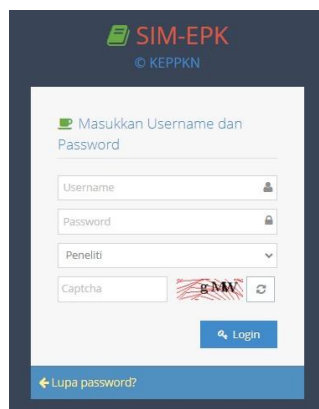 SIM-EPK
© KEPPKN
Masukkan Username dan
Password
Username
Password
Peneliti
Captcha
Login
Lupa password?